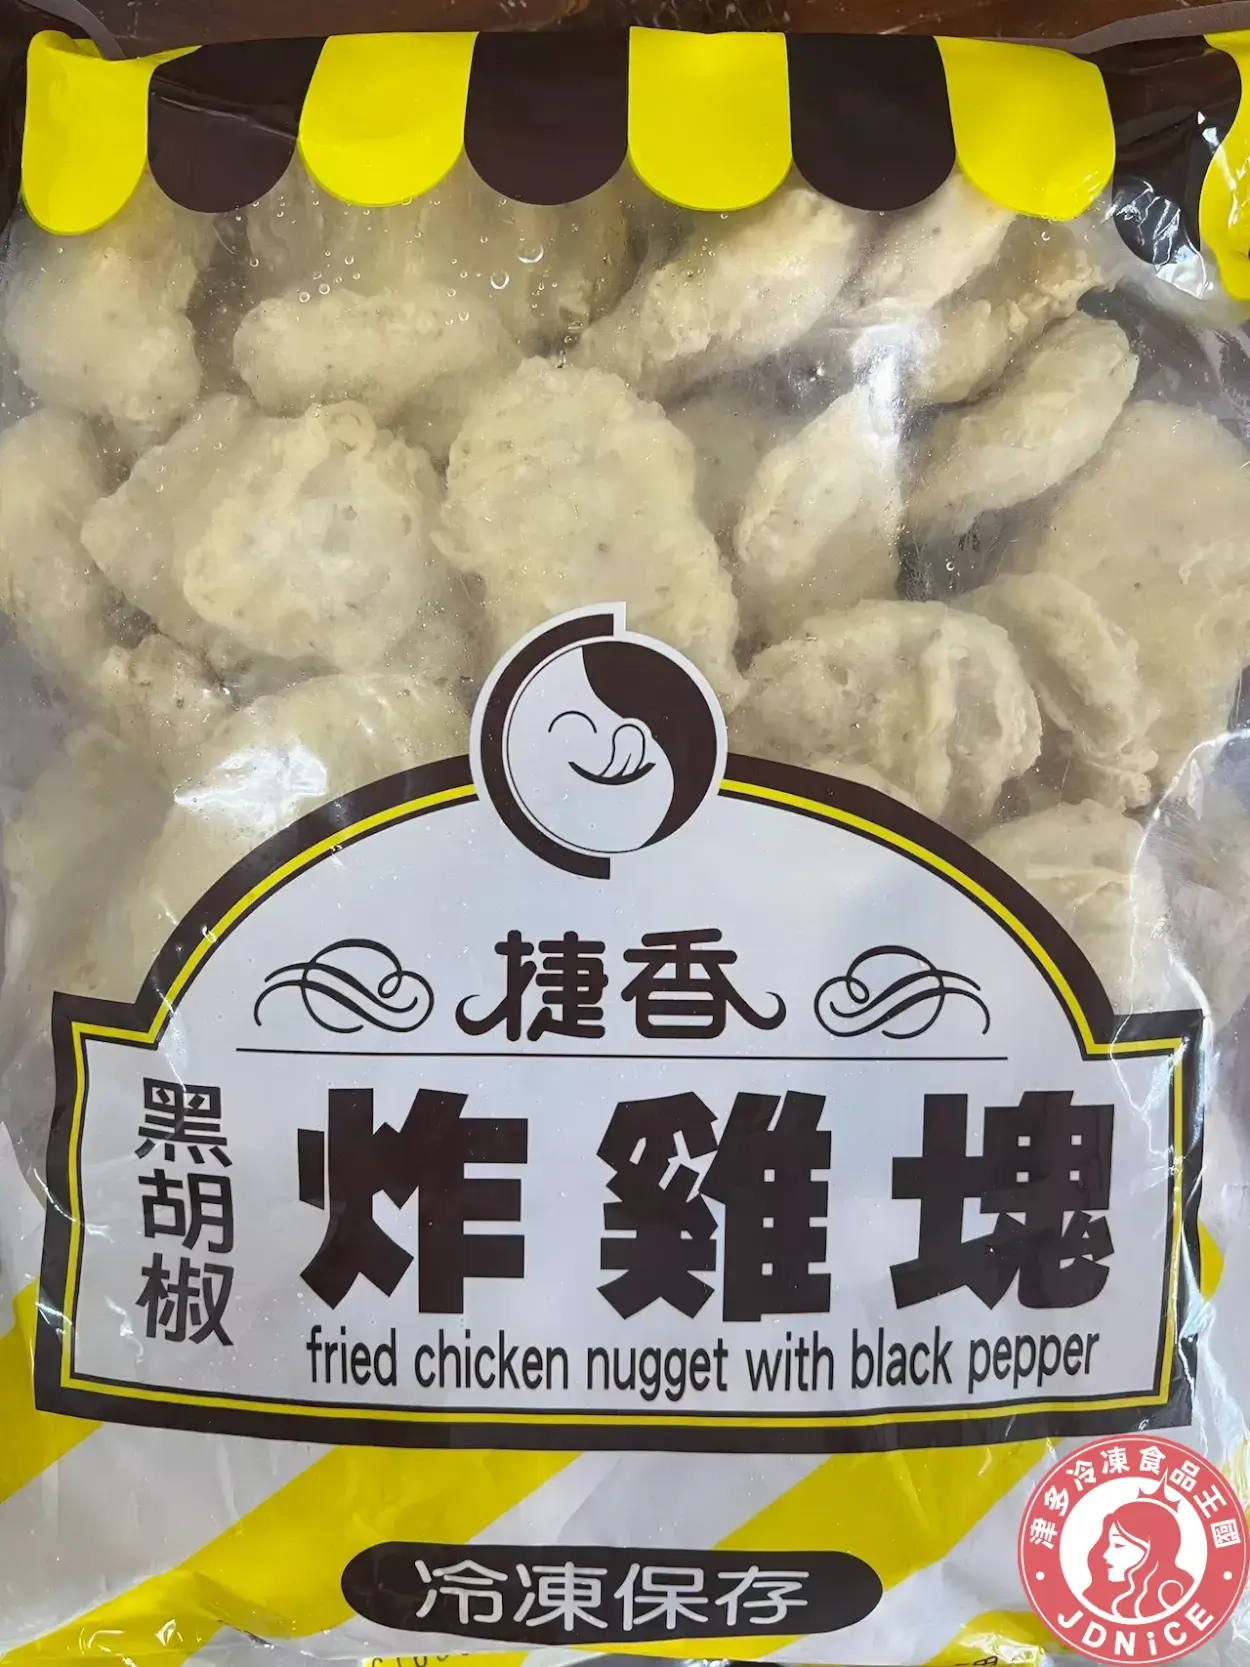 捷香
黑胡椒
炸雞塊
fried chicken nugget with black pepper
冷凍保存
津多冷凍食品王國
JDNiCE